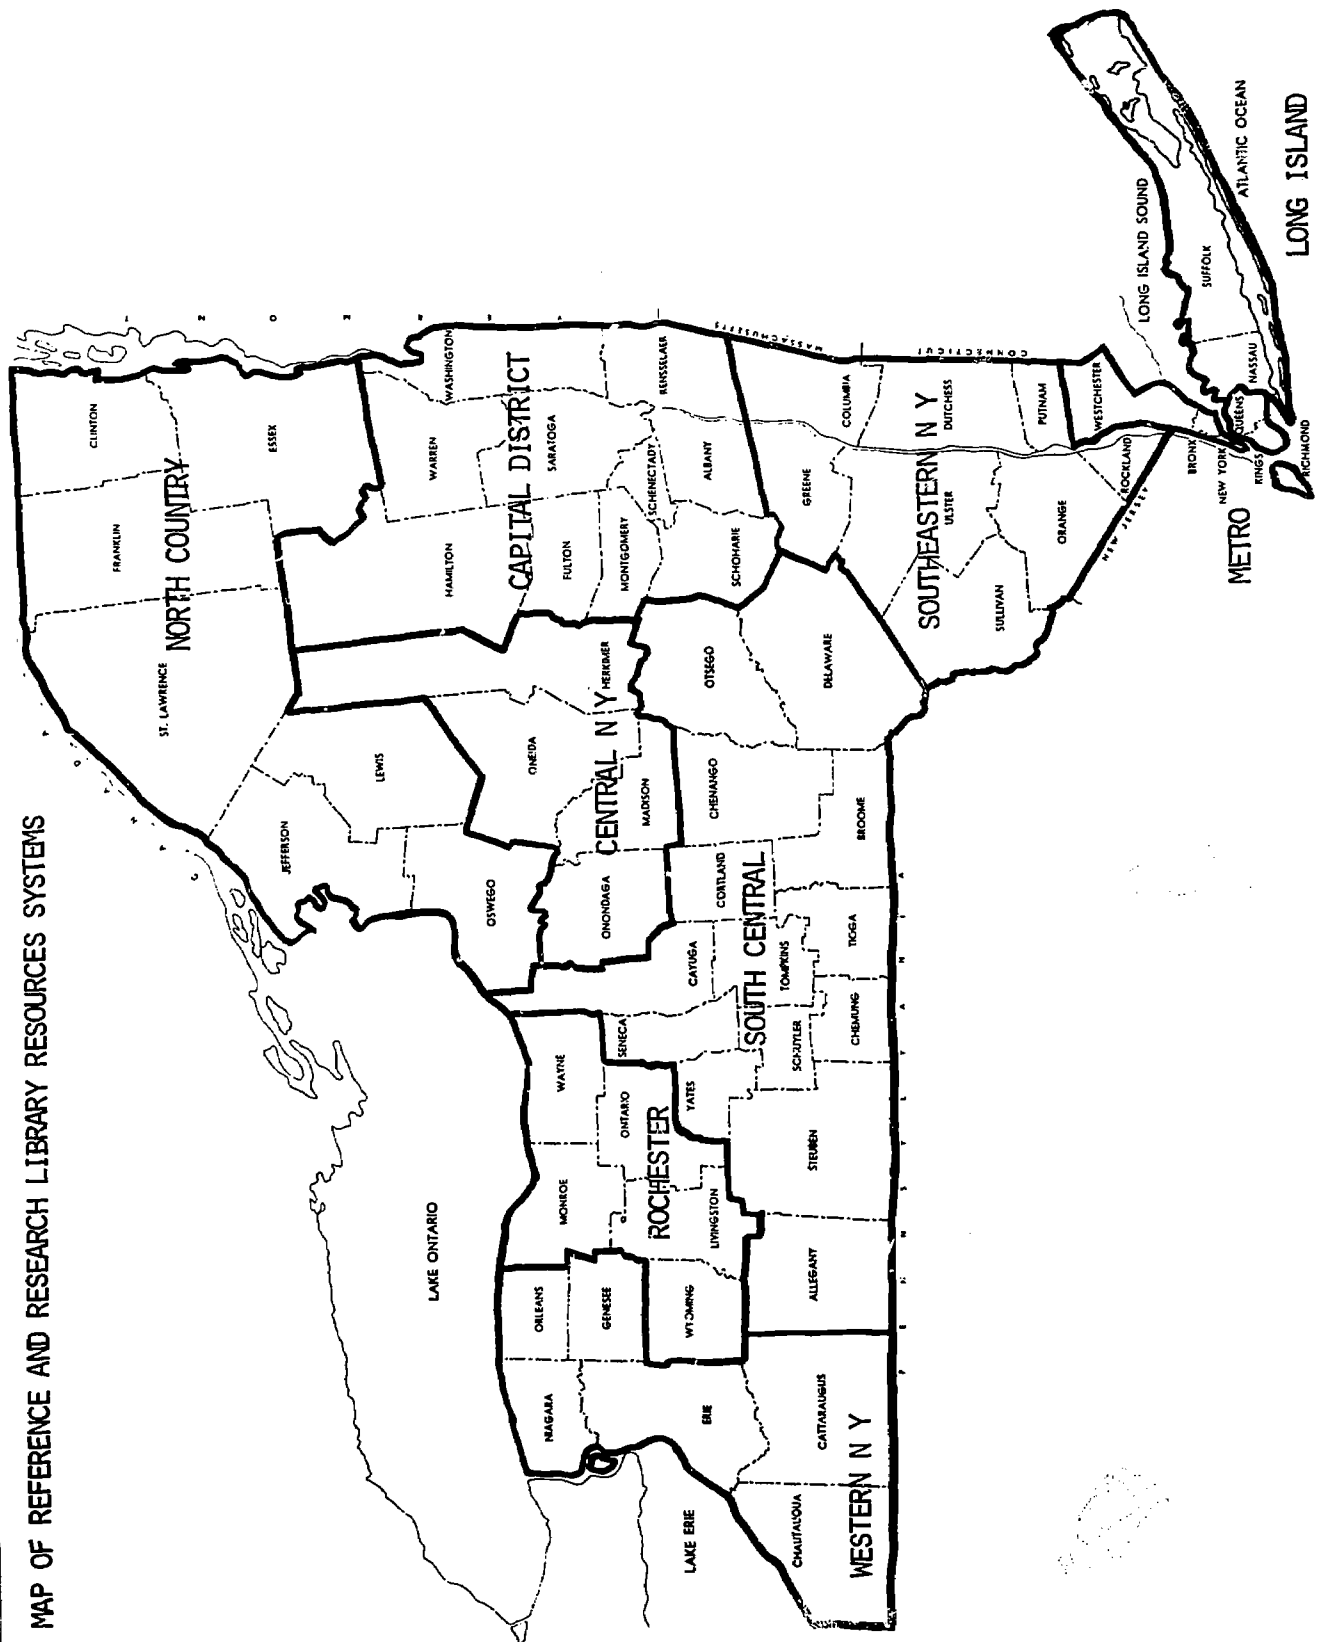 MAP OF REFERENCE AND RESEARCH LIBRARY RESOURCES SYSTEMS
CLINTON
FRANKLIN
ESSEX
ST. LAWRENCE
NORTH COUNTRY
JEFFERSON
LEWIS
OSWEGO
HAMILTON
WARREN
WASHINGTON
SARATOGA
FULTON
MONTGOMERY
SCHENECTADY
RENSSELAER
ALBANY
SCHOHARIE
CAPITAL DISTRICT
HERKIMER
ONEIDA
MADISON
ONONDAGA
CENTRAL N Y
MASSACHUSETTS
CONNECTICUT
COLUMBIA
GREENE
DUTCHESS
ULSTER
PUTNAM
SULLIVAN
ORANGE
ROCKLAND
SOUTHEASTERN N Y
NEW JERSEY
WESTCHESTER
BRONX
NEW YORK
QUEENS
KINGS
RICHMOND
METRO
NASSAU
SUFFOLK
LONG ISLAND SOUND
ATLANTIC OCEAN
LONG ISLAND
OTSEGO
DELAWARE
CHENANGO
BROOME
CORTLAND
CAYUGA
TOMPKINS
TIOGA
SENECA
SCHUYLER
CHEMUNG
YATES
STEUBEN
ALLEGANY
SOUTH CENTRAL
WAYNE
ONTARIO
MONROE
LIVINGSTON
WYOMING
ROCHESTER
LAKE ONTARIO
ORLEANS
GENESEE
NIAGARA
ERIE
CATTARAUGUS
CHAUTAUQUA
WESTERN N Y
LAKE ERIE